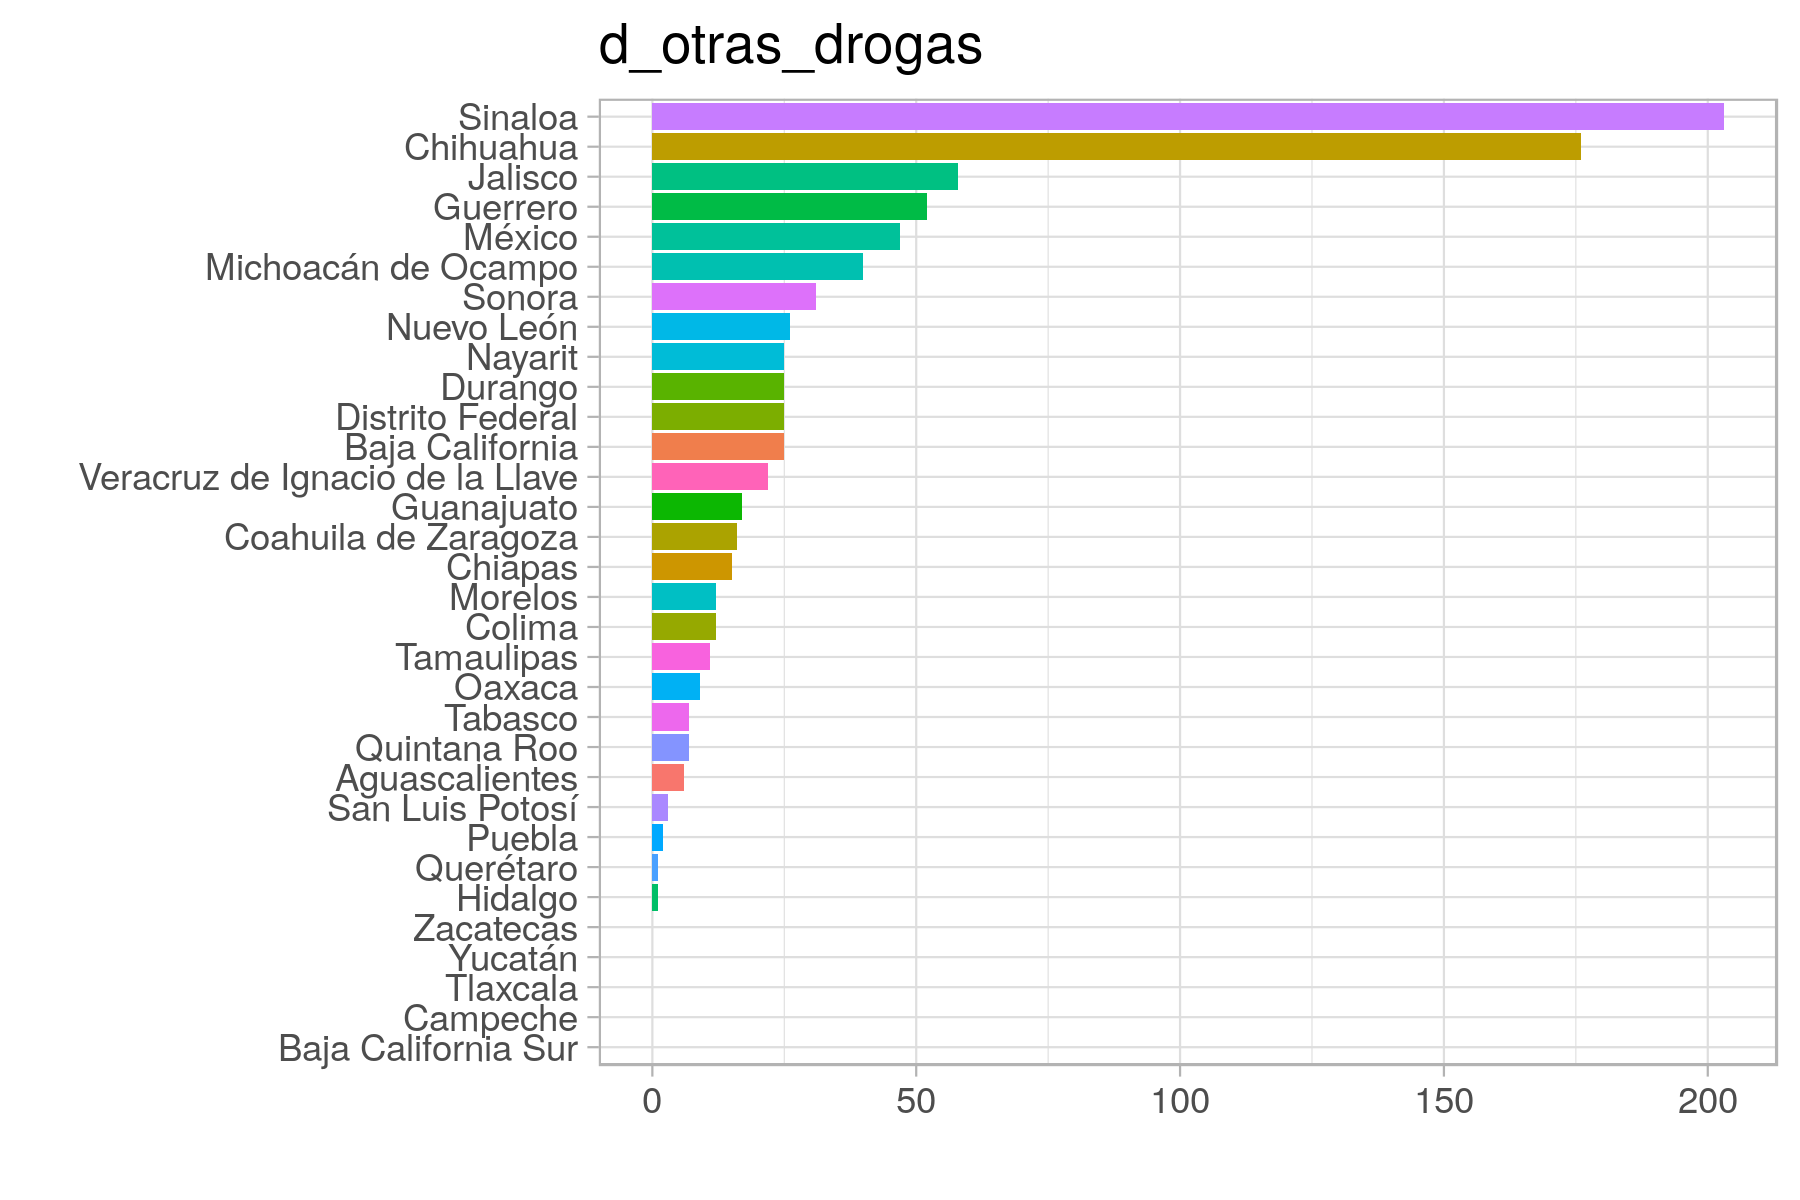 d_otras_drogas
Sinaloa
Chihuahua
Jalisco
Guerrero
México
Michoacán de Ocampo
Sonora
Nuevo León
Nayarit
Durango
Distrito Federal
Baja California
Veracruz de Ignacio de la Llave
Guanajuato
Coahuila de Zaragoza
Chiapas
Morelos
Colima
Tamaulipas
Oaxaca
Tabasco
Quintana Roo
Aguascalientes
San Luis Potosí
Puebla
Querétaro
Hidalgo
Zacatecas
Yucatán
Tlaxcala
Campeche
Baja California Sur
0 50 100 150 200